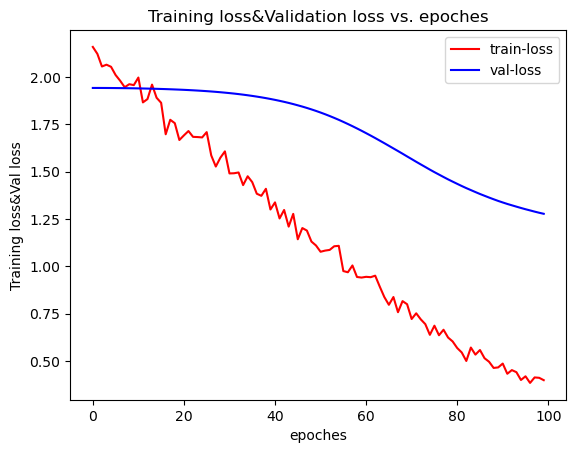 Training loss&Validation loss vs. epoches
train-loss
val-loss
Training loss&Val loss
2.00
1.75
1.50
1.25
1.00
0.75
0.50
0
20
40
60
80
100
epoches